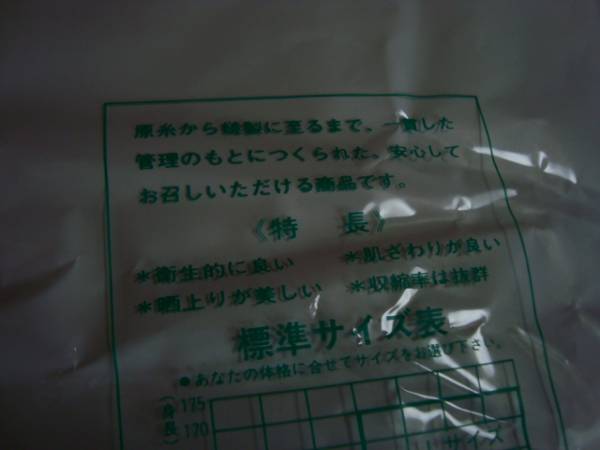 原糸から縫製に至るまで、一貫した
管理のもとにつくられた。安心して
お召しいただける商品です。
《特 長》
*衛生的に良い *肌ざわりが良い
*晒上りが美しい *収縮率は抜群
標準サイズ表
●あなたの体格に合せてサイズをお選び下さい。
(身長)
175
170
サイズ